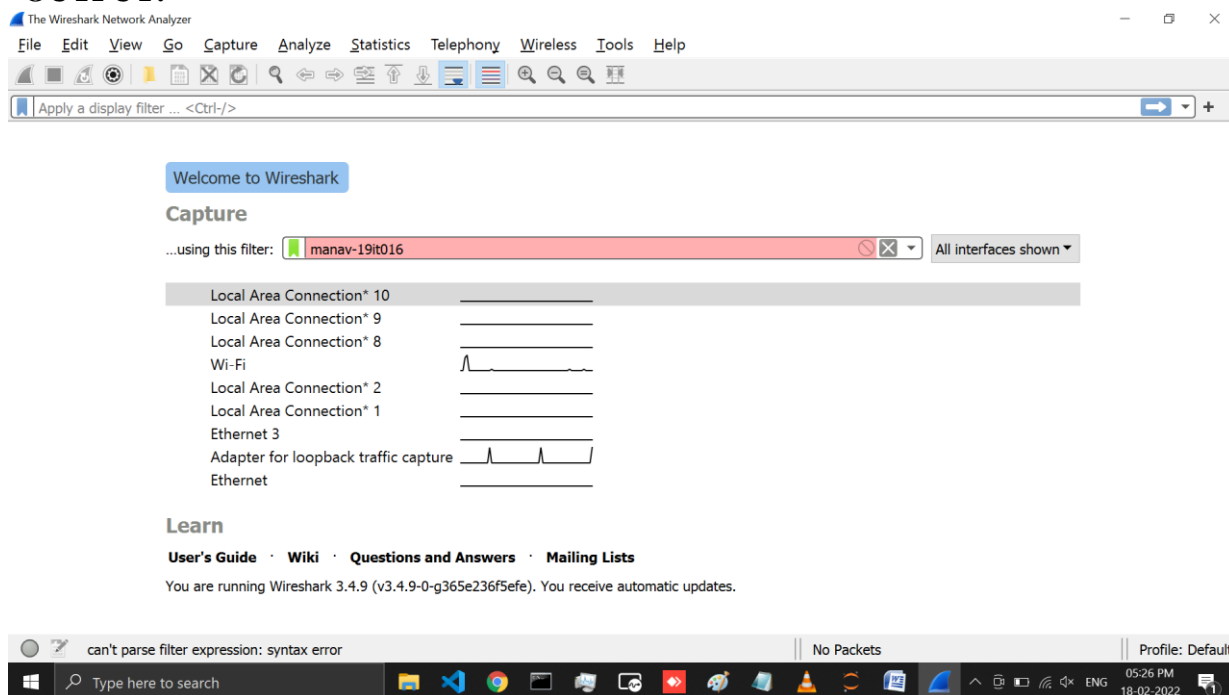 The Wireshark Network Analyzer
File Edit View Go Capture Analyze Statistics Telephony Wireless Tools Help
Apply a display filter ... <Ctrl-/>
Welcome to Wireshark
Capture
...using this filter: manav-19it016 All interfaces shown
Local Area Connection* 10
Local Area Connection* 9
Local Area Connection* 8
Wi-Fi
Local Area Connection* 2
Local Area Connection* 1
Ethernet 3
Adapter for loopback traffic capture
Ethernet
Learn
User's Guide · Wiki · Questions and Answers · Mailing Lists
You are running Wireshark 3.4.9 (v3.4.9-0-g365e236f5efe). You receive automatic updates.
can't parse filter expression: syntax error No Packets Profile: Default
Type here to search ENG 05:26 PM
18-02-2022